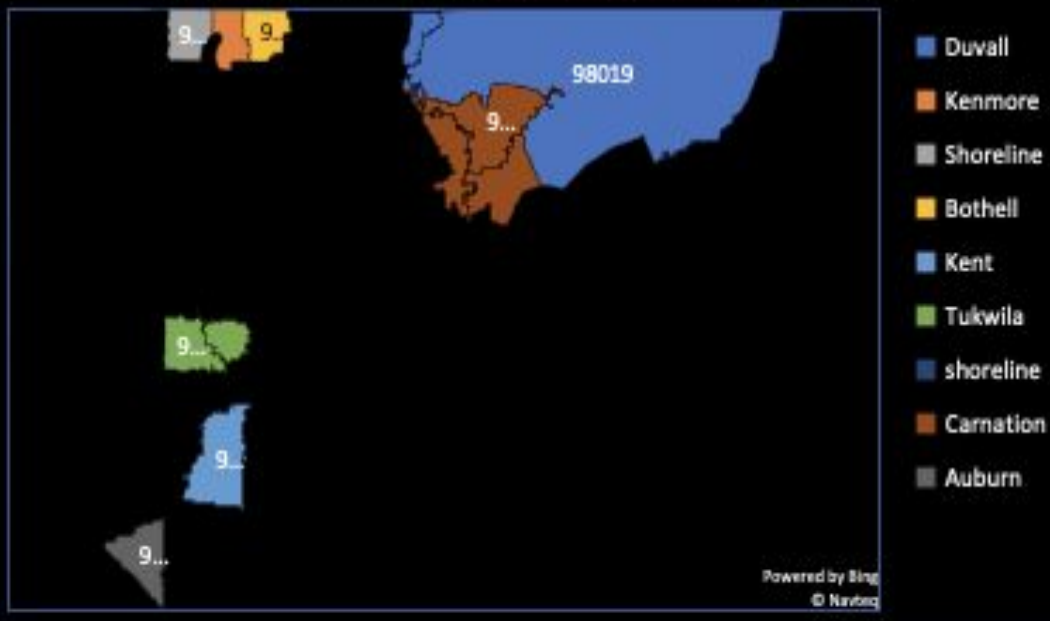 9...
9...
98019
9...
9...
9...
9...
Powered by Bing
© Navteq
Duvall
Kenmore
Shoreline
Bothell
Kent
Tukwila
shoreline
Carnation
Auburn